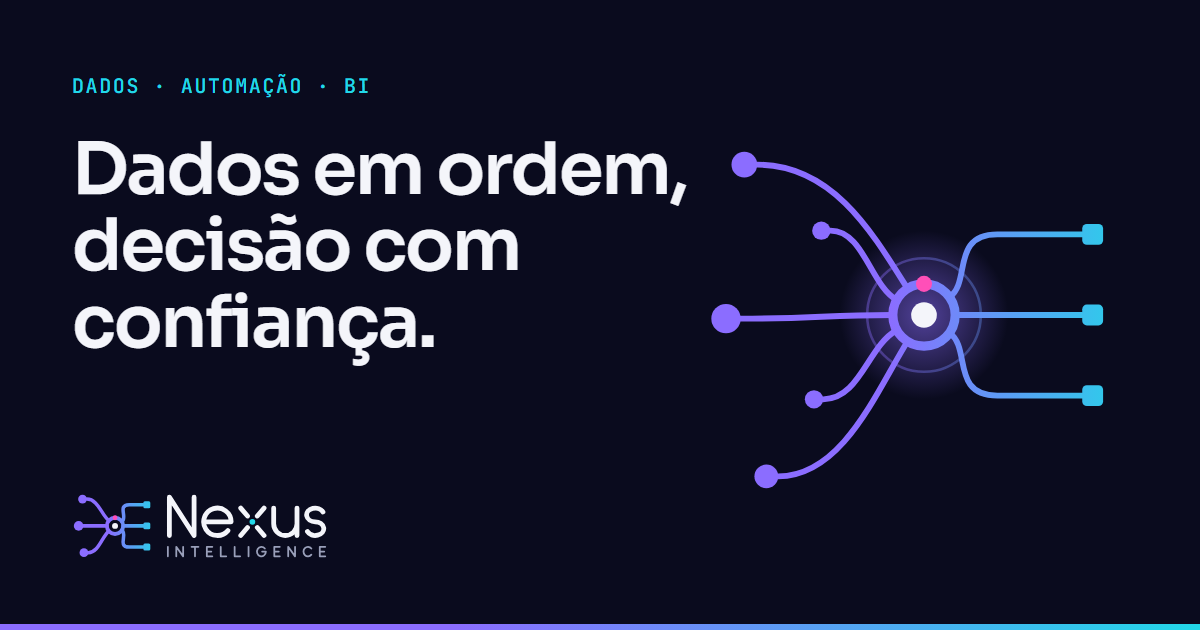 DADOS · AUTOMAÇÃO · BI
Dados em ordem,
decisão com
confiança.
Nexus
INTELLIGENCE